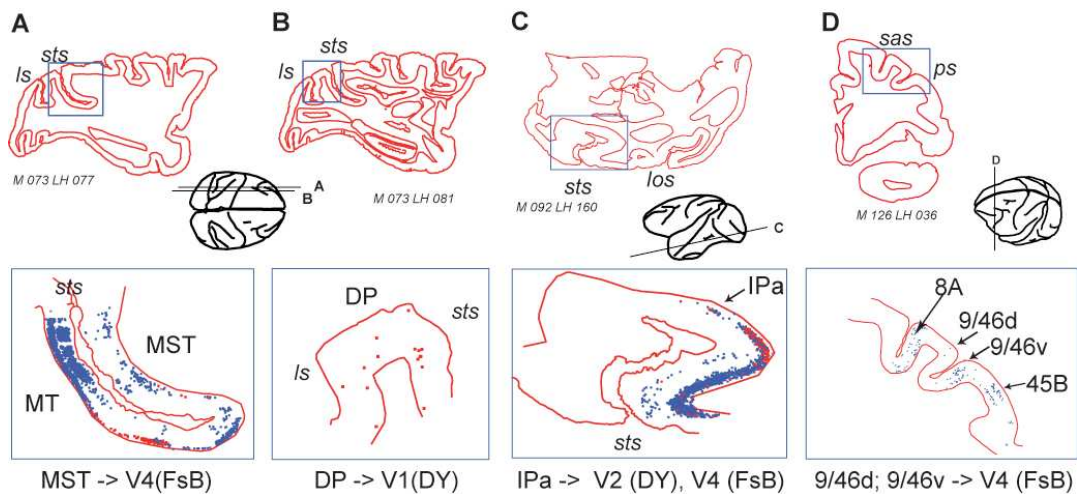 A
B
C
D
sts
ls
sts
ls
sas
ps
sts
los
M 073 LH 077
M 073 LH 081
M 092 LH 160
M 126 LH 036
A
B
C
D
sts
MST
MT
DP
sts
ls
IPa
sts
8A
9/46d
9/46v
45B
MST -> V4(FsB)
DP -> V1(DY)
IPa -> V2 (DY), V4 (FsB)
9/46d; 9/46v -> V4 (FsB)